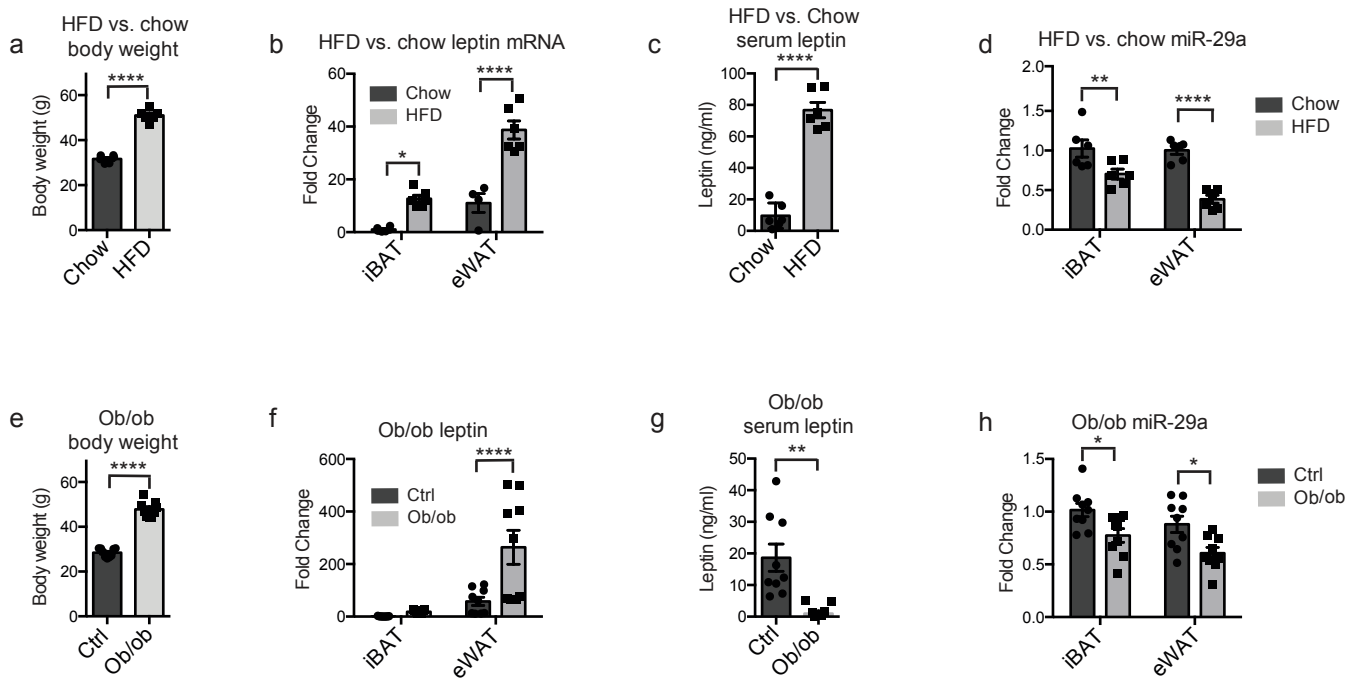 a
HFD vs. chow
body weight
****
Body weight (g)
60
40
20
0
Chow
HFD
b
HFD vs. chow leptin mRNA
Fold Change
60
40
20
0
Chow
HFD
*
****
iBAT
eWAT
c
HFD vs. Chow
serum leptin
****
Leptin (ng/ml)
100
80
60
40
20
0
Chow
HFD
d
HFD vs. chow miR-29a
Fold Change
2.0
1.5
1.0
0.5
0.0
**
****
Chow
HFD
iBAT
eWAT
e
Ob/ob
body weight
****
Body weight (g)
60
40
20
0
Ctrl
Ob/ob
f
Ob/ob leptin
Fold Change
600
400
200
0
Ctrl
Ob/ob
****
iBAT
eWAT
g
Ob/ob
serum leptin
**
Leptin (ng/ml)
50
40
30
20
10
0
Ctrl
Ob/ob
h
Ob/ob miR-29a
Fold Change
1.5
1.0
0.5
0.0
*
*
Ctrl
Ob/ob
iBAT
eWAT